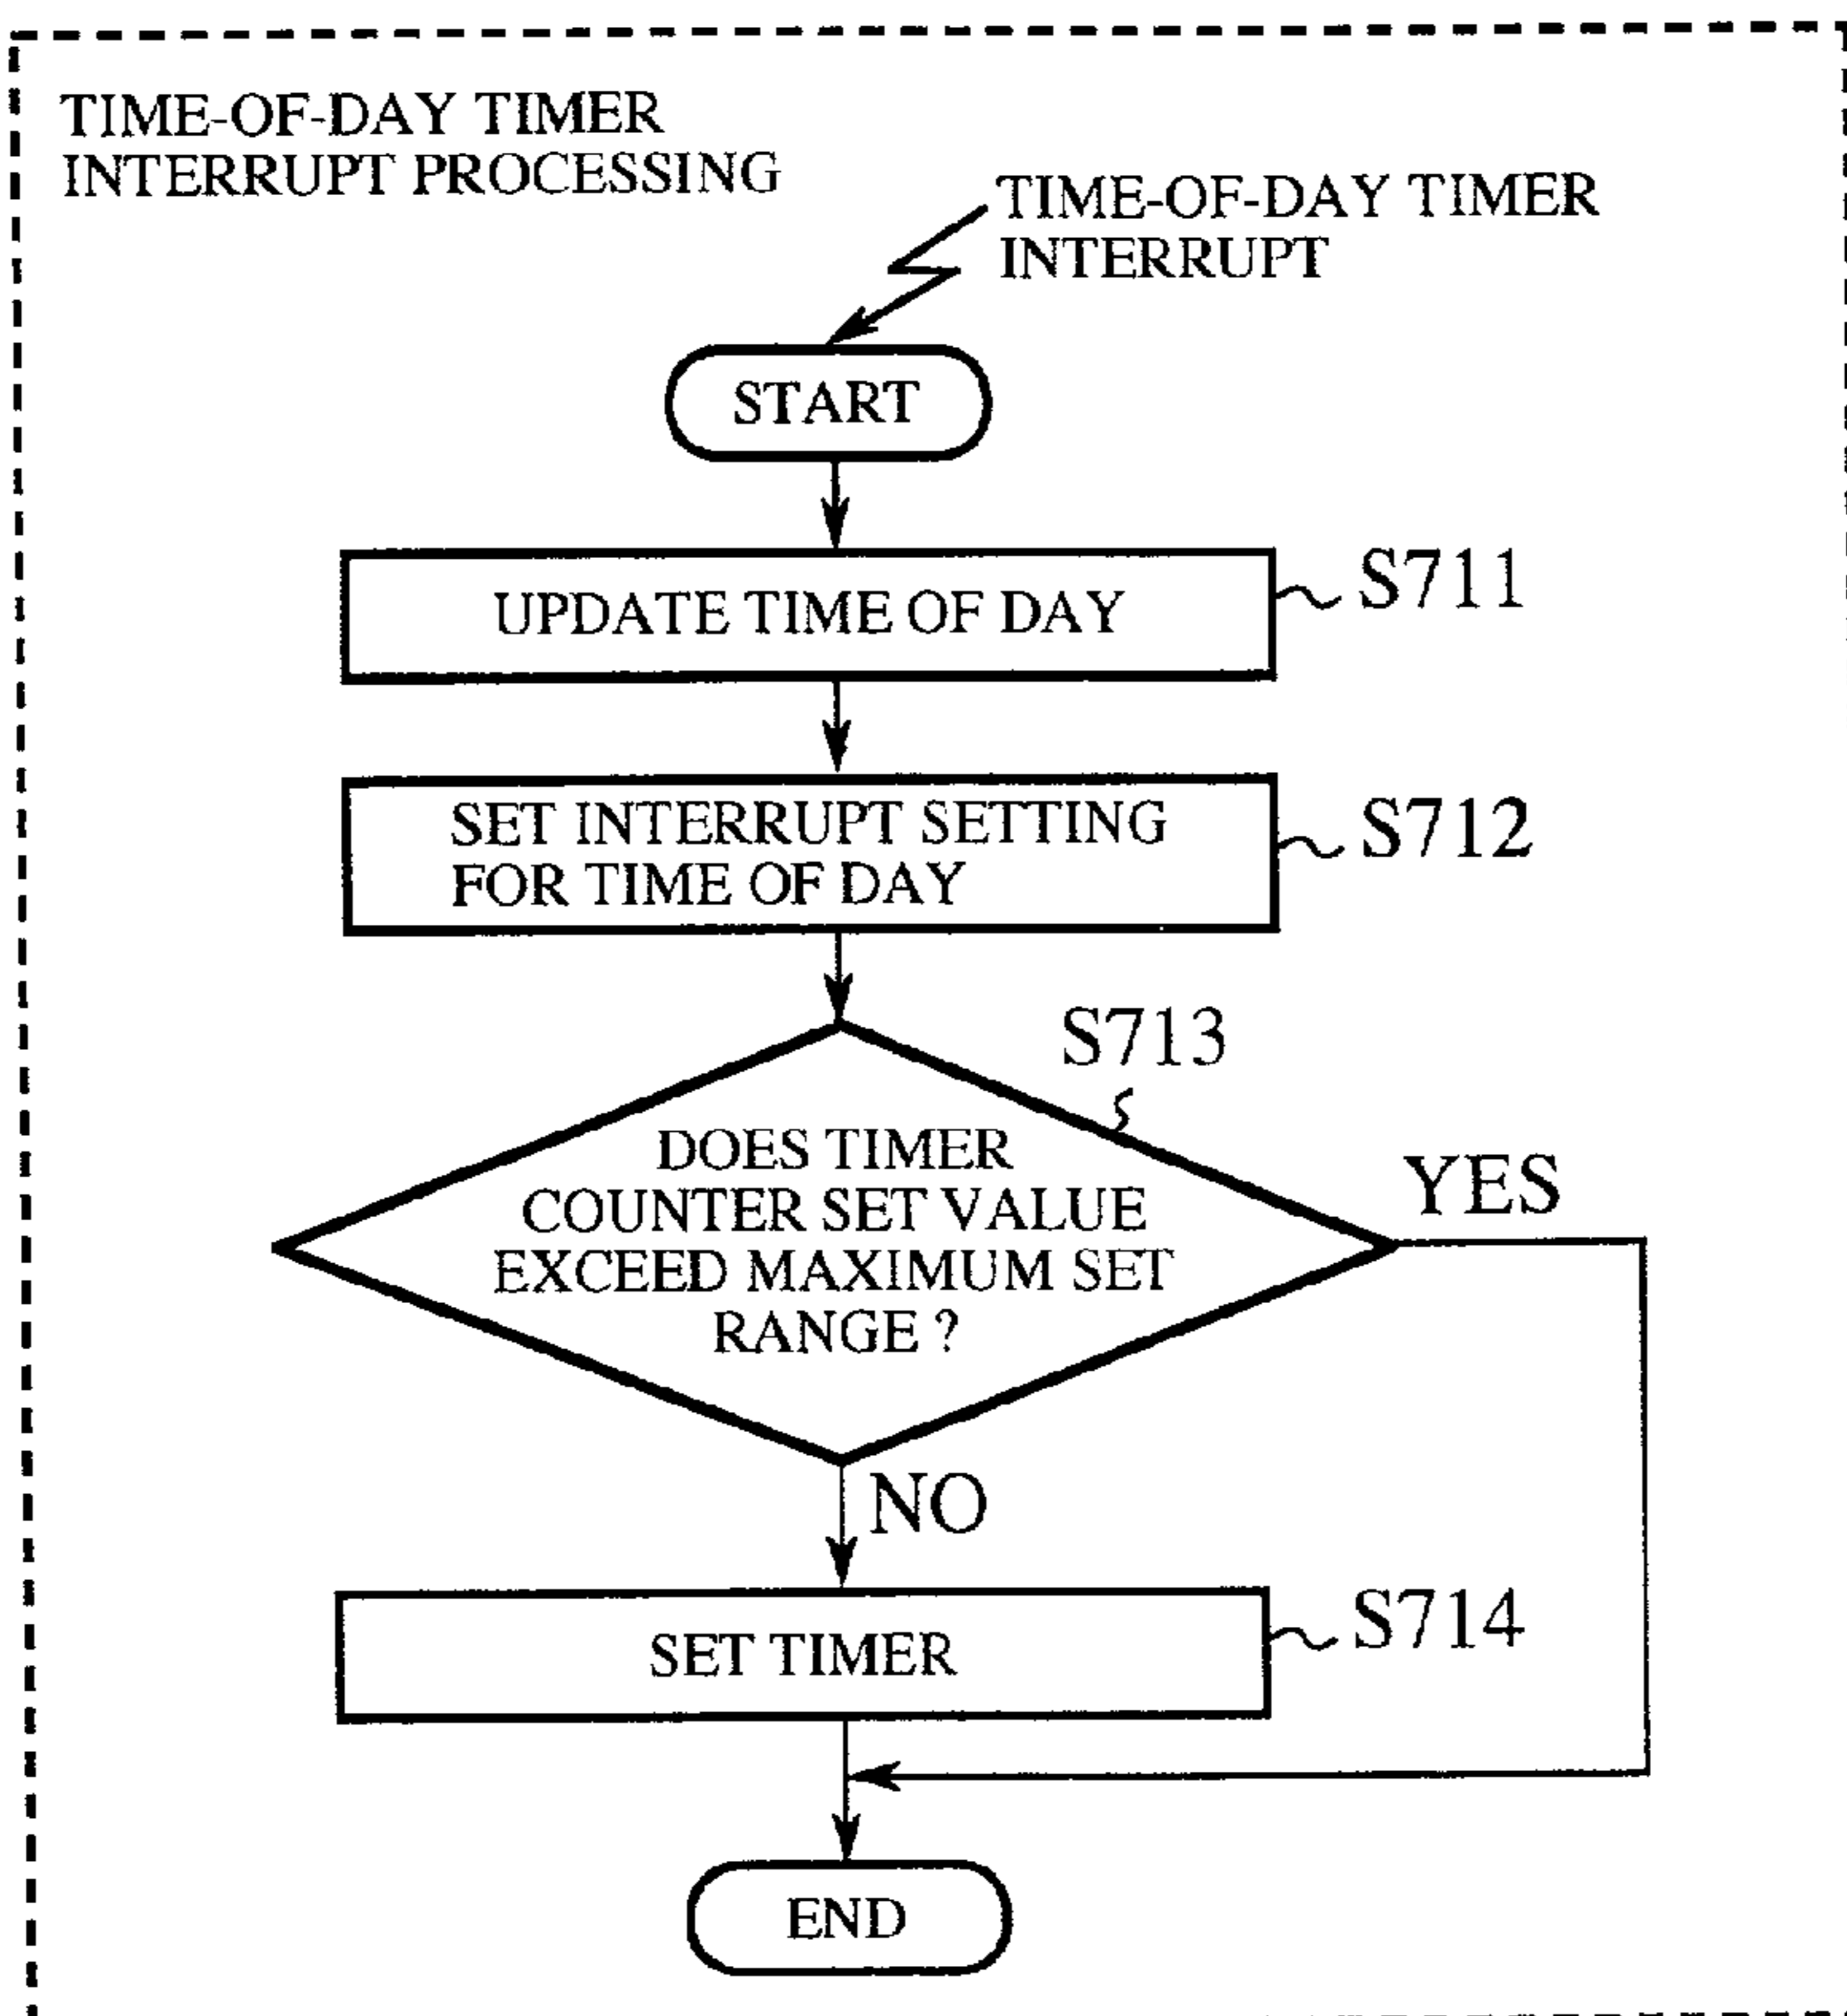 TIME-OF-DAY TIMER
INTERRUPT PROCESSING
TIME-OF-DAY TIMER
INTERRUPT
START
UPDATE TIME OF DAY
S711
SET INTERRUPT SETTING
FOR TIME OF DAY
S712
S713
DOES TIMER
COUNTER SET VALUE
EXCEED MAXIMUM SET
RANGE ?
YES
NO
SET TIMER
S714
END